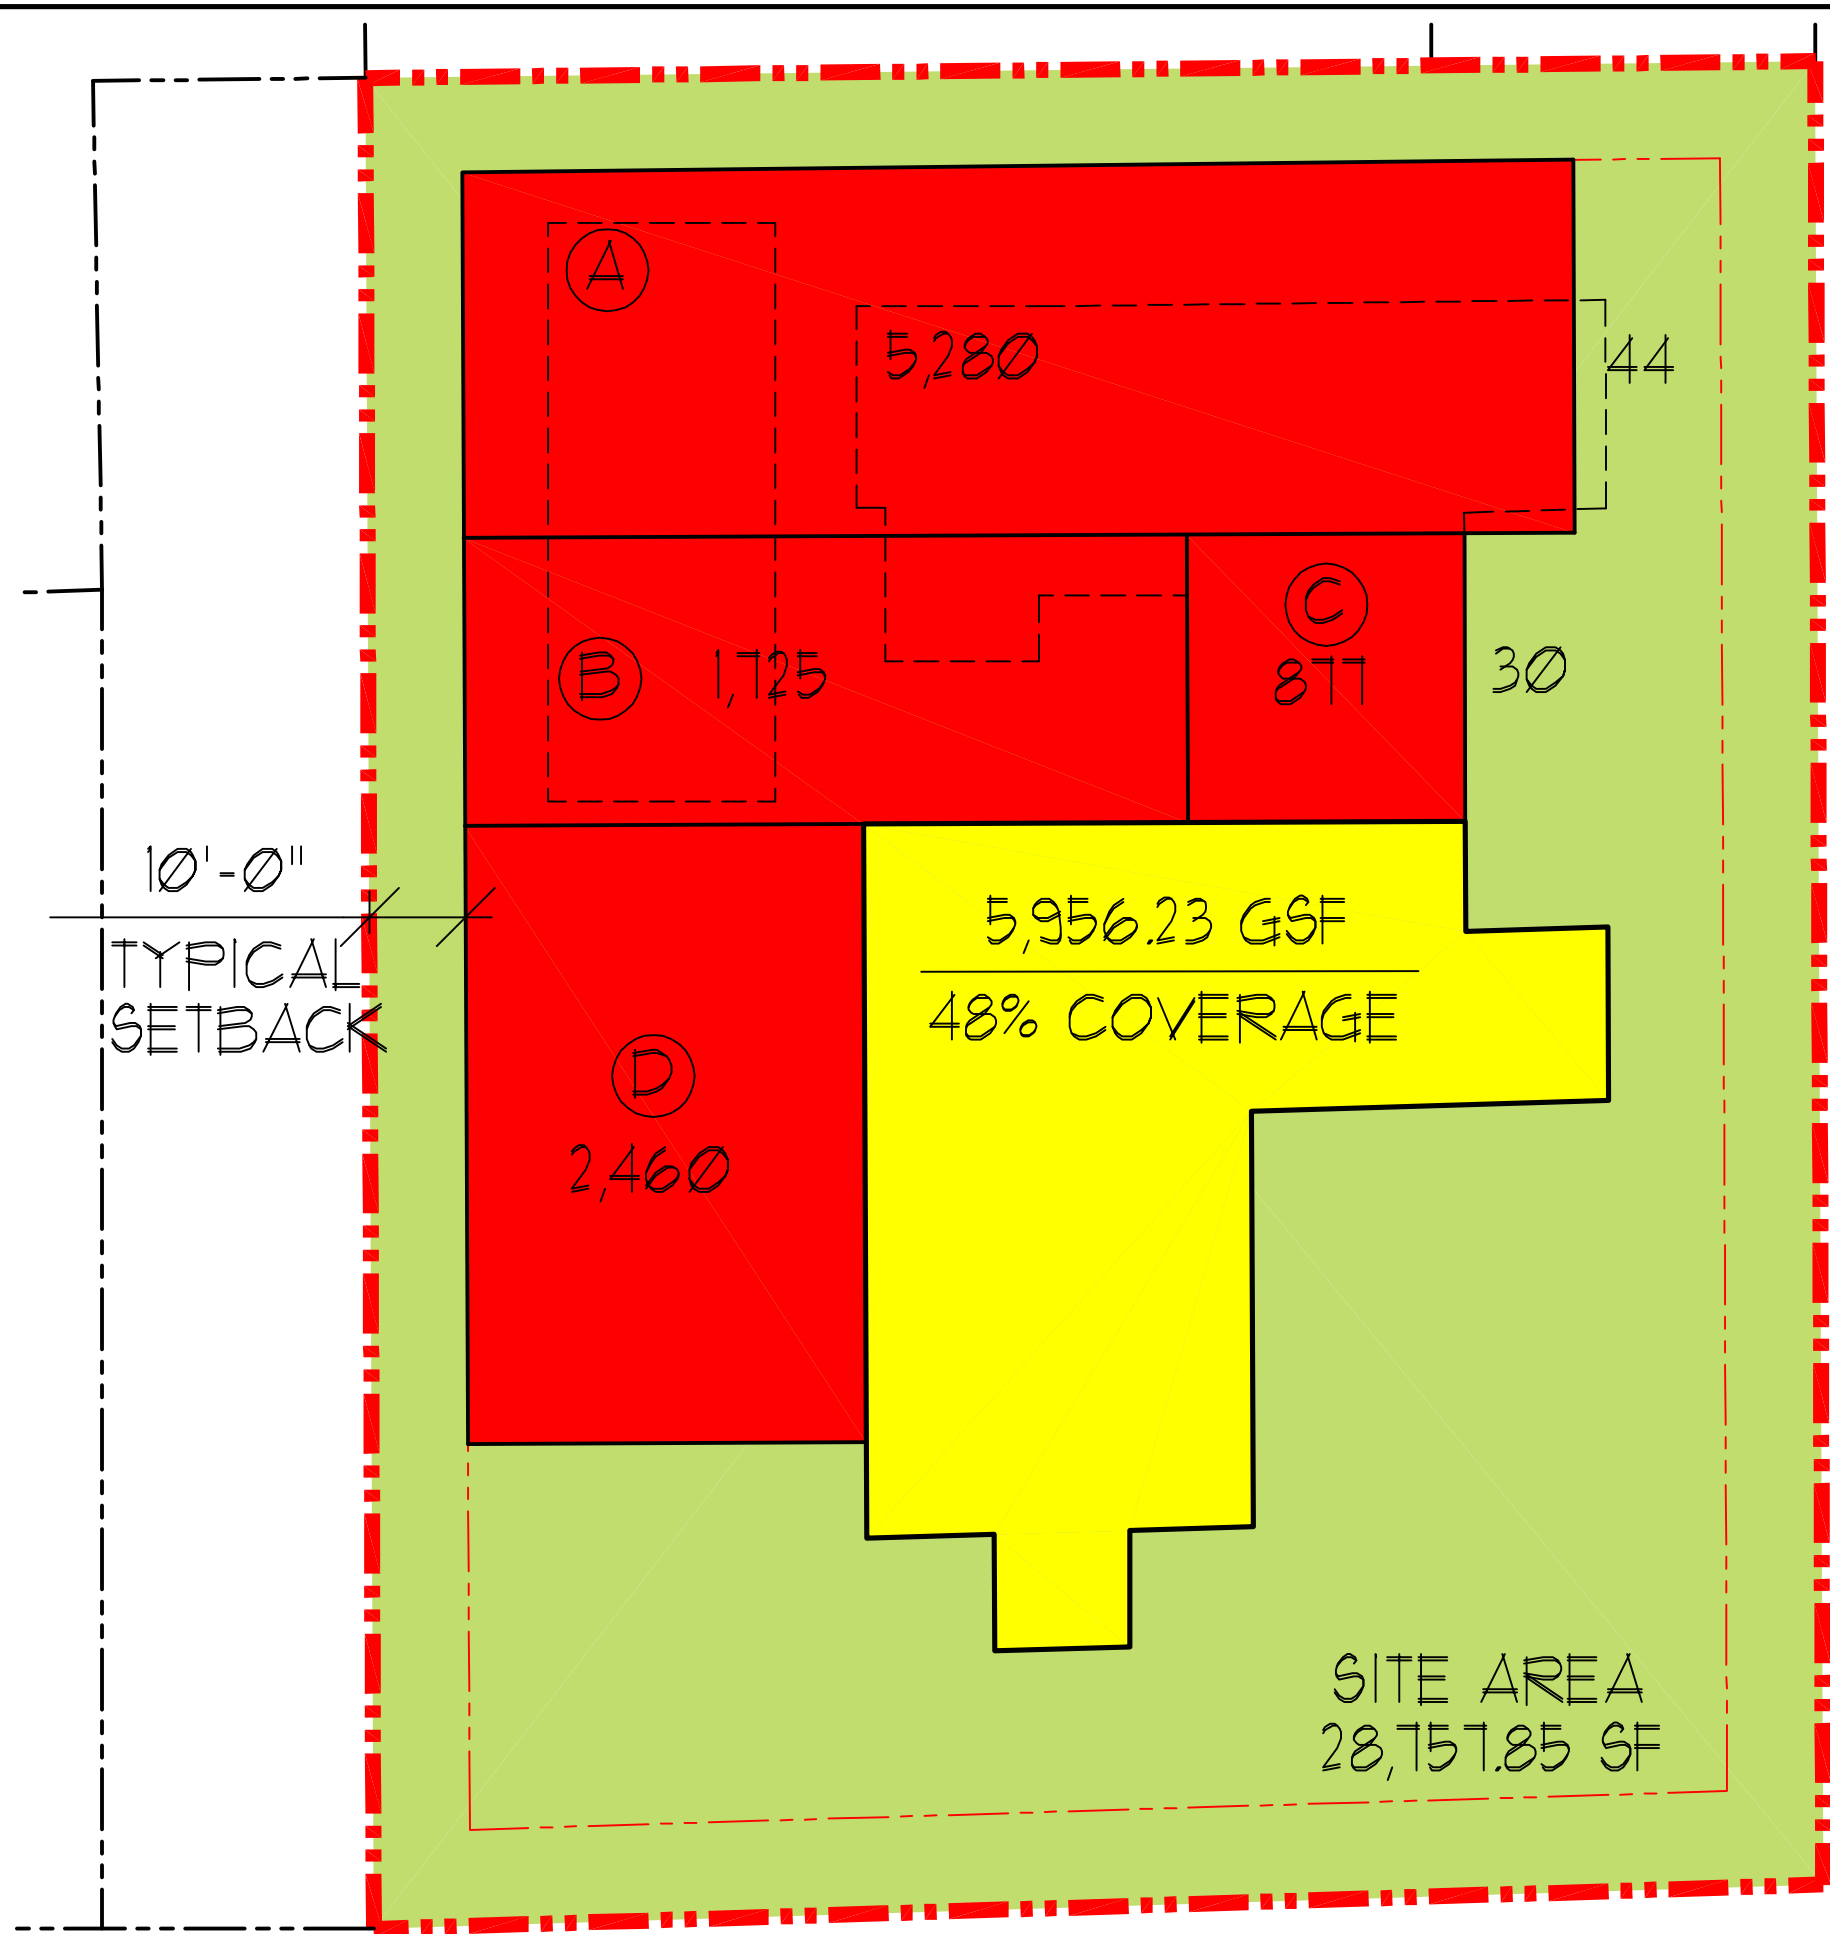 A
5,280
44
C
B
1,725
877
30
10'-0"
TYPICAL
SETBACK
5,956.23 GSF
48% COVERAGE
D
2,460
SITE AREA
28,757.85 SF